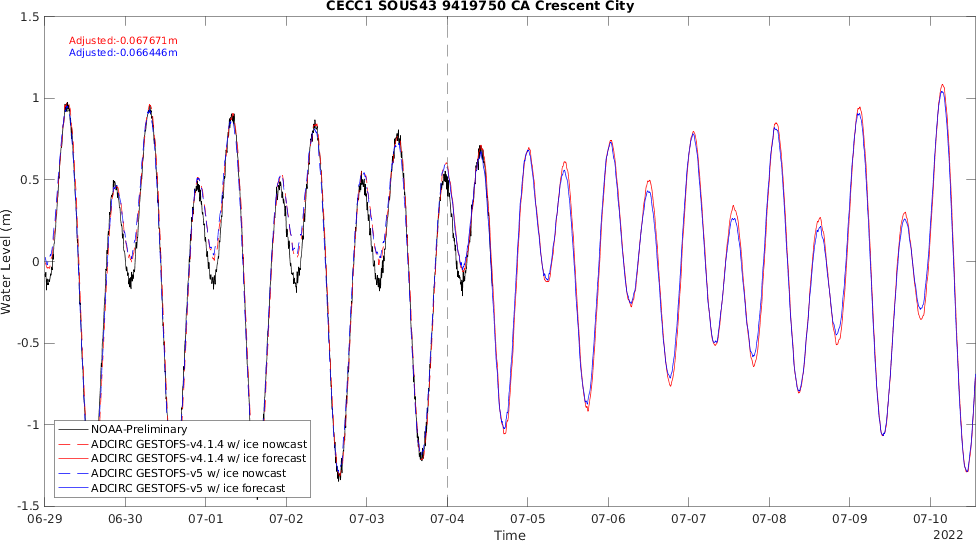 CECC1 SOUS43 9419750 CA Crescent City
1.5
Adjusted:-0.067671m
Adjusted:-0.066446m
1
0.5
0
-0.5
-1
-1.5
Water Level (m)
NOAA-Preliminary
ADCIRC GESTOFS-v4.1.4 w/ ice nowcast
ADCIRC GESTOFS-v4.1.4 w/ ice forecast
ADCIRC GESTOFS-v5 w/ ice nowcast
ADCIRC GESTOFS-v5 w/ ice forecast
06-29 06-30 07-01 07-02 07-03 07-04 07-05 07-06 07-07 07-08 07-09 07-10
Time
2022